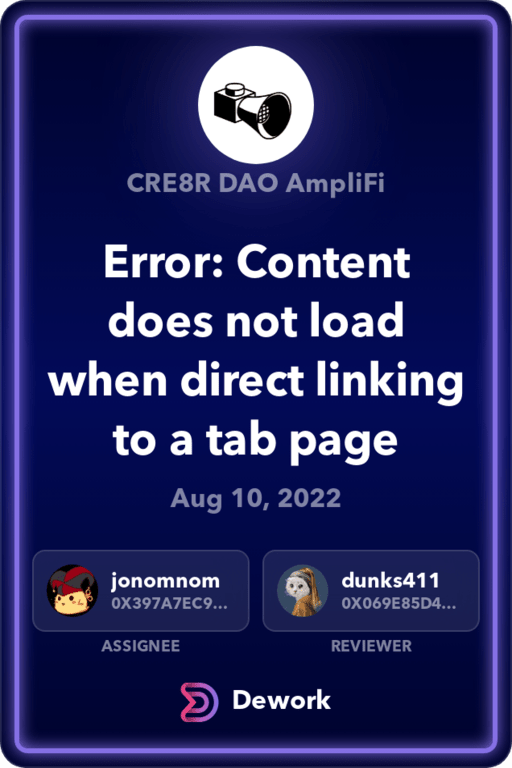 CRE8R DAO AmpliFi
Error: Content
does not load
when direct linking
to a tab page
Aug 10, 2022
jonomnom
0X397A7EC9...
ASSIGNEE
dunks411
0X069E85D4...
REVIEWER
Dework